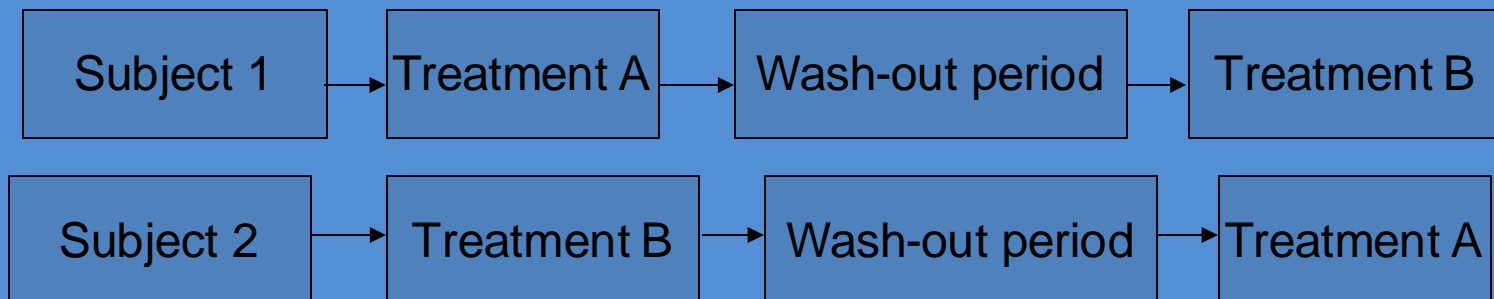 Subject 1 Treatment A Wash-out period Treatment B
Subject 2 Treatment B Wash-out period Treatment A